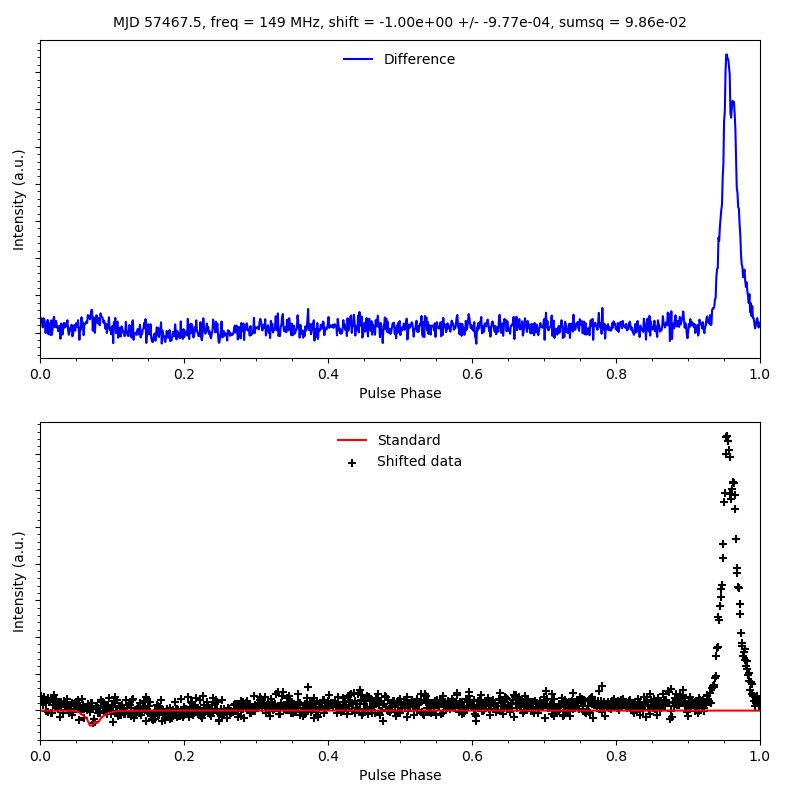 MJD 57467.5, freq = 149 MHz, shift = -1.00e+00 +/- -9.77e-04, sumsq = 9.86e-02
Difference
Intensity (a.u.)
0.0 0.2 0.4 0.6 0.8 1.0
Pulse Phase
Standard
Shifted data
Intensity (a.u.)
0.0 0.2 0.4 0.6 0.8 1.0
Pulse Phase